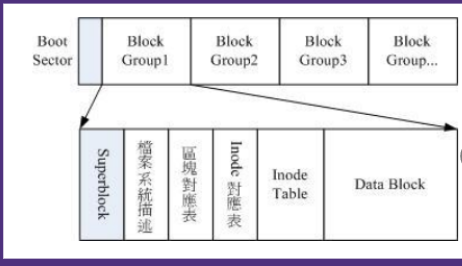 Boot Sector
Block Group1
Block Group2
Block Group3
Block Group...
Superblock
檔案系統描述
區塊對應表
Inode 對應表
Inode Table
Data Block